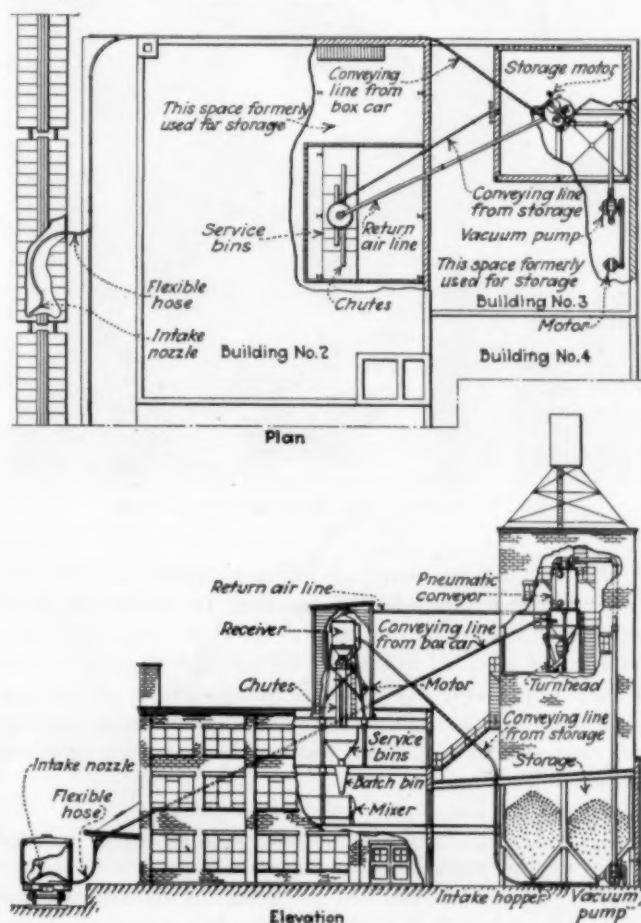 Conveying
line from
box car
Storage motor
This space formerly
used for storage
Conveying line
from storage
Service
bins
Return
air line
Vacuum pump
Flexible
hose
This space formerly
used for storage
Chutes
Building No.3
Motor
Intake
nozzle
Building No.2
Building No.4
Plan
Return air line
Pneumatic
conveyor
Receiver
Conveying line
from box car
Chutes
Motor
Turnhead
Conveying line
from storage
Service
bins
Storage
Intake nozzle
Batch bin
Flexible
hose
Mixer
Intake hopper
Vacuum
pump
Elevation